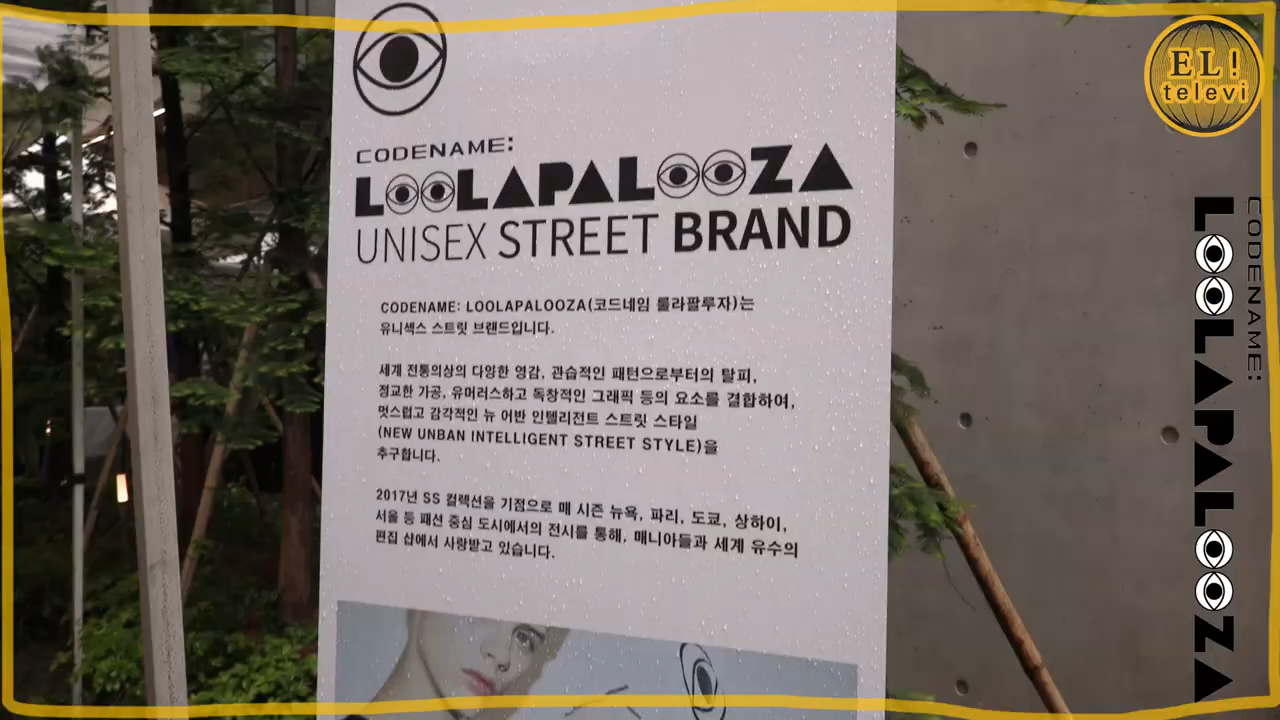 CODENAME:
LOOLAPALOOZA
UNISEX STREET BRAND
CODENAME: LOOLAPALOOZA(코드네임 룰라팔루자)는
유니섹스 스트릿 브랜드입니다.
세계 전통의상의 다양한 영감, 관습적인 패턴으로부터의 탈피,
정교한 가공, 유머러스하고 독창적인 그래픽 등의 요소를 결합하여,
멋스럽고 감각적인 뉴 어반 인텔리전트 스트릿 스타일
(NEW UNBAN INTELLIGENT STREET STYLE)을
추구합니다.
2017년 SS 컬렉션을 기점으로 매 시즌 뉴욕, 파리, 도쿄, 상하이,
서울 등 패션 중심 도시에서의 전시를 통해, 매니아들과 세계 유수의
편집 샵에서 사랑받고 있습니다.
EL!
televi
CODENAME:
LOOLAPALOOZA